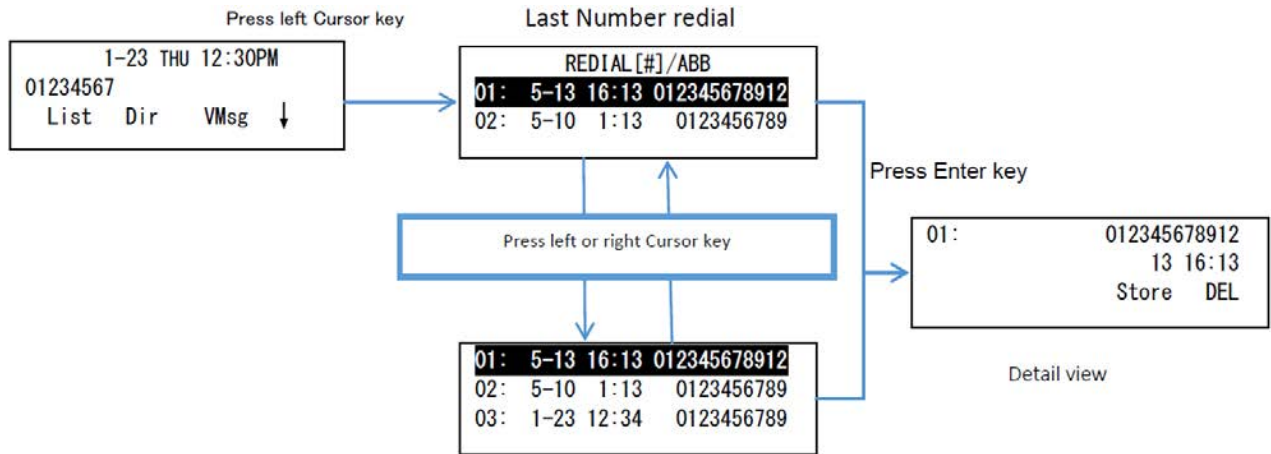 Press left Cursor key
Last Number redial
1-23 THU 12:30PM
01234567
List Dir VMsg ↓
REDIAL[#]/ABB
01: 5-13 16:13 012345678912
02: 5-10 1:13 0123456789
Press Enter key
Press left or right Cursor key
01: 012345678912
13 16:13
Store DEL
Detail view
01: 5-13 16:13 012345678912
02: 5-10 1:13 0123456789
03: 1-23 12:34 0123456789